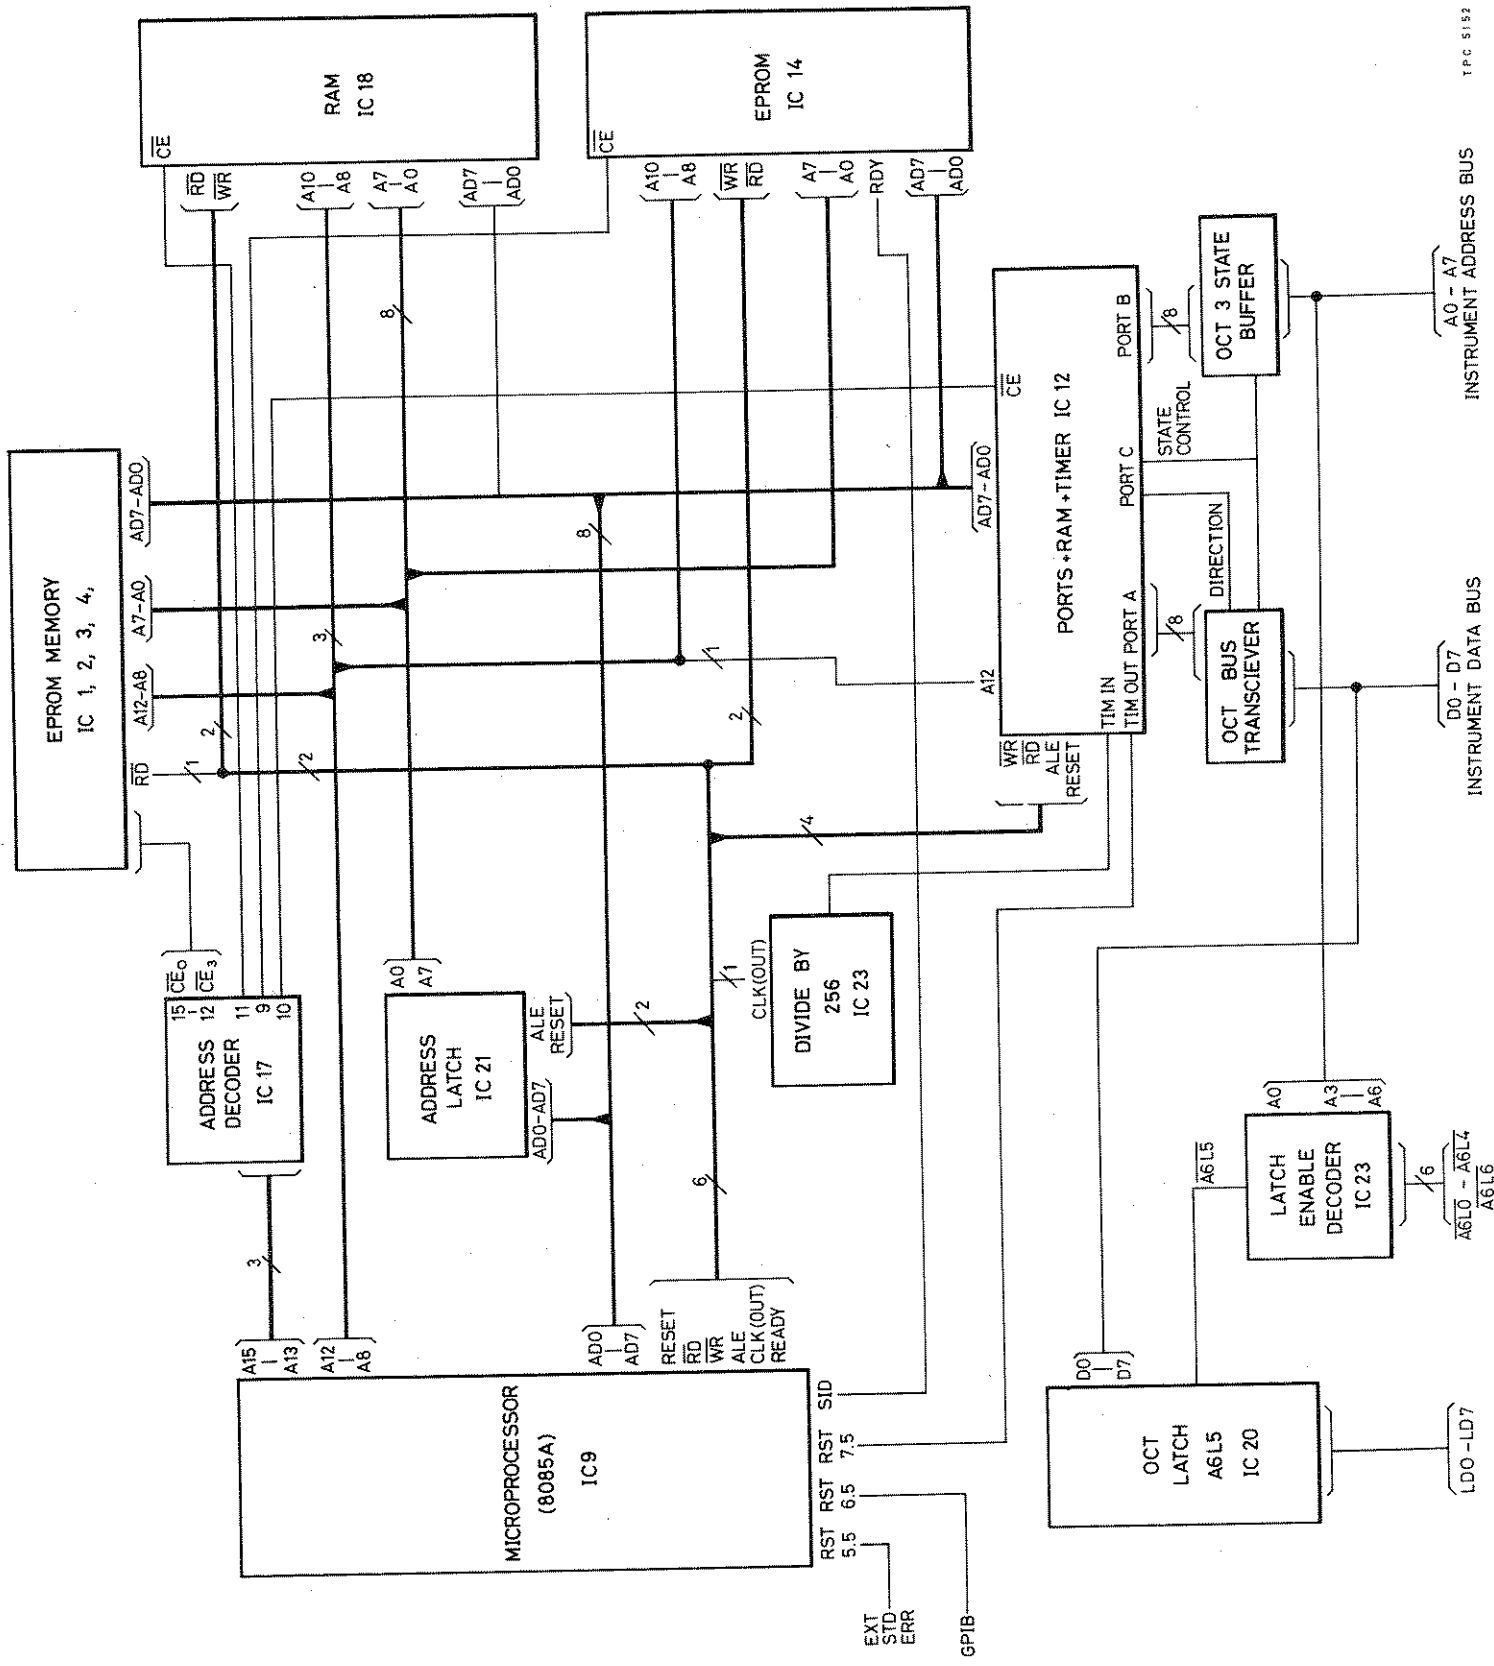 EPROM MEMORY
IC 1, 2, 3, 4,
RD
A12-A8
A7-A0
AD7-AD0
RAM
IC 18
CE
RD
WR
A10
A8
A7
A0
AD7
AD0
EPROM
IC 14
CE
A10
A8
WR
RD
A7
A0
RDY
AD7
AD0
ADDRESS
DECODER
IC 17
15
12
11
9
10
CE0
CE3
ADDRESS
LATCH
IC 21
A0
A7
ALE
RESET
AD0-AD7
1
2
2
3
8
8
1
2
4
1
2
6
3
CLK(OUT)
DIVIDE BY
256
IC 23
PORTS+RAM+TIMER IC 12
A12
AD7-AD0
CE
WR
RD
ALE
RESET
TIM IN
TIM OUT
PORT A
PORT C
PORT B
8
8
DIRECTION
STATE
CONTROL
OCT BUS
TRANSCIEVER
OCT 3 STATE
BUFFER
MICROPROCESSOR
(8085A)
IC9
A15
A13
A12
A8
AD0
AD7
RESET
RD
WR
ALE
CLK(OUT)
READY
RST
5.5
RST
6.5
RST
7.5
SID
EXT
STD
ERR
GPIB
OCT
LATCH
A6L5
IC 20
D0
D7
LD0-LD7
A6L5
LATCH
ENABLE
DECODER
IC 23
A0
A3
A6
6
A6L0 - A6L4
A6L6
D0 - D7
INSTRUMENT DATA BUS
A0 - A7
INSTRUMENT ADDRESS BUS
TPC 5152